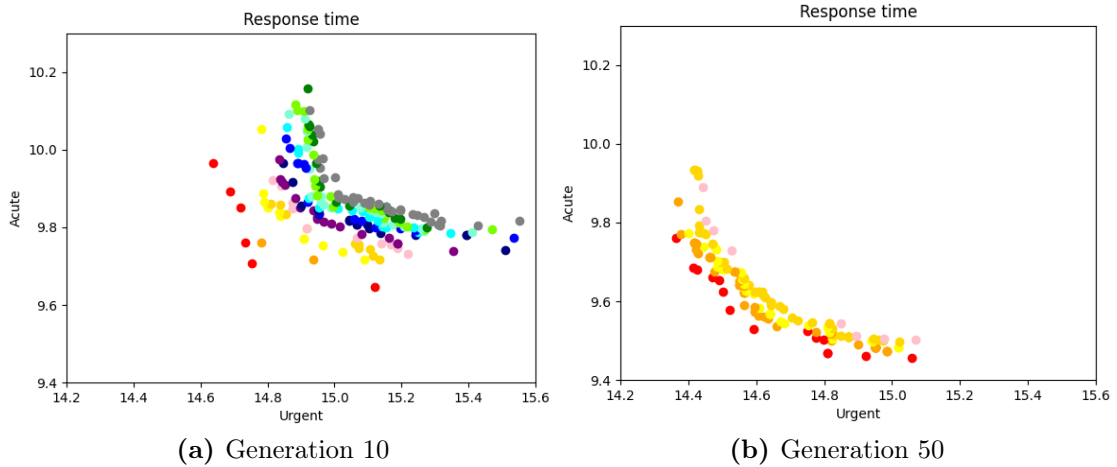 Response time
Acute
10.2
10.0
9.8
9.6
9.4
14.2 14.4 14.6 14.8 15.0 15.2 15.4 15.6
Urgent
(a) Generation 10
Response time
Acute
10.2
10.0
9.8
9.6
9.4
14.2 14.4 14.6 14.8 15.0 15.2 15.4 15.6
Urgent
(b) Generation 50